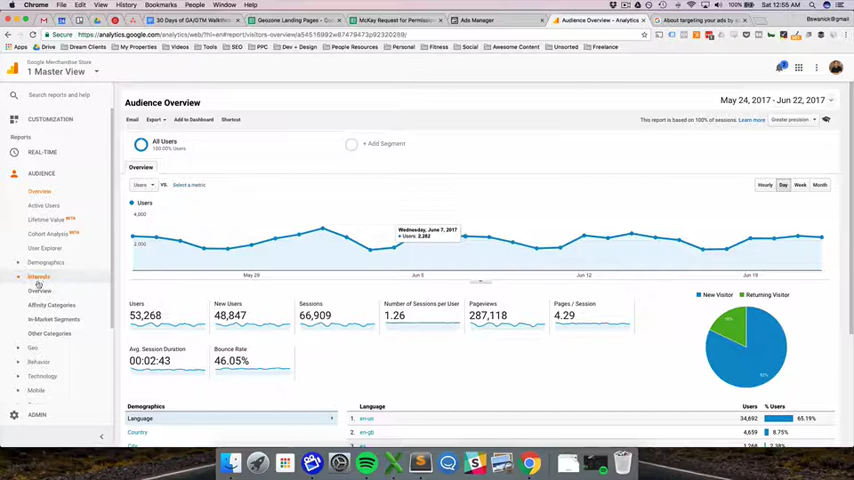 Chrome File Edit View History Bookmarks People Window Help
Sat 12:55 AM
30 Days of GA/GTM Walkthro
Geozone Landing Pages - Go
McKay Request for Permissio
Ads Manager
Audience Overview - Analytics
About targeting your ads by
Bswanick@gmail
Secure https://analytics.google.com/analytics/web/?hl=en#report/visitors-overview/a54516992w87479473p92320289/
Apps Drive Dream Clients My Properties Tools SEO PPC Dev + Design People Personal Social Awesome Content Unsorted Freelance
Google Merchandise Store
1 Master View
Search reports and help
CUSTOMIZATION
Reports
REAL-TIME
AUDIENCE
Overview
Active Users
Lifetime Value BETA
Cohort Analysis BETA
User Explorer
Demographics
Interests
Overview
Affinity Categories
In-Market Segments
Other Categories
Geo
Behavior
Technology
Mobile
ADMIN
Audience Overview
May 24, 2017 - Jun 22, 2017
Email Export Add to Dashboard Shortcut
This report is based on 100% of sessions. Learn more
Greater precision
All Users
100.00% Users
+ Add Segment
Overview
Users VS. Select a metric
Hourly Day Week Month
Users
4,000
2,000
Wednesday, June 7, 2017
Users: 2,282
May 29
Jun 5
Jun 12
Jun 19
Users
53,268
New Users
48,847
Sessions
66,909
Number of Sessions per User
1.26
Pageviews
287,118
Pages / Session
4.29
Avg. Session Duration
00:02:43
Bounce Rate
46.05%
New Visitor Returning Visitor
Demographics
Language
Country
City
Language Users % Users
1. en-us 34,692 65.19%
2. en-gb 4,659 8.75%